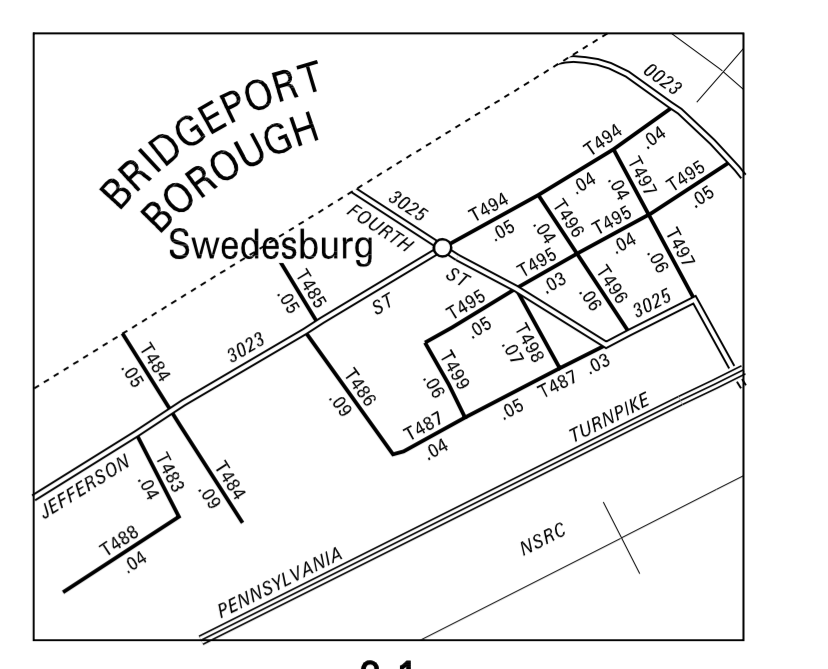 BRIDGEPORT
BOROUGH
Swedesburg
0023
3025
FOURTH
ST
T494
.04
T494
.05
T497
.04
T495
.05
T496
.04
.04
T495
.04
T497
.06
T495
.03
T496
.06
3025
T495
.05
T498
.07
T499
.06
T487
.03
.05
T487
.04
T485
.05
ST
3023
T486
.09
T484
.05
T484
.09
JEFFERSON
T483
.04
T488
.04
PENNSYLVANIA
TURNPIKE
NSRC